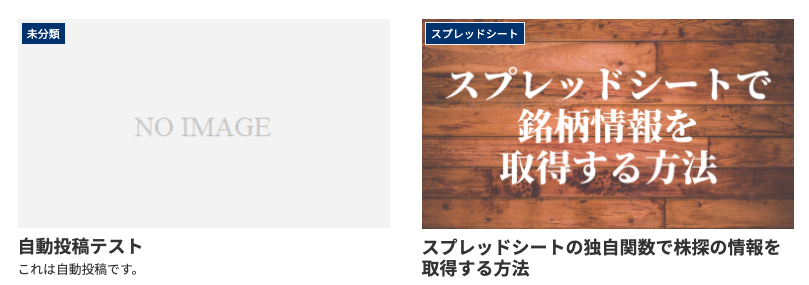 未分類
NO IMAGE
自動投稿テスト
これは自動投稿です。
スプレッドシート
スプレッドシートで
銘柄情報を
取得する方法
スプレッドシートの独自関数で株探の情報を
取得する方法